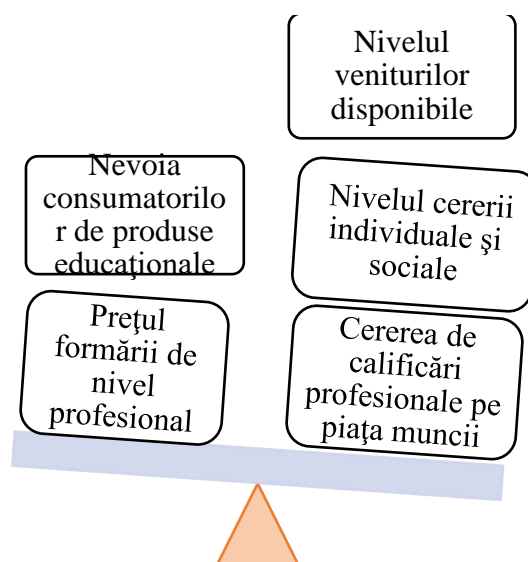 Nivelul
veniturilor
disponibile
Nevoia
consumatorilo
r de produse
educaţionale
Nivelul cererii
individuale şi
sociale
Preţul
formării de
nivel
profesional
Cererea de
calificări
profesionale pe
piaţa muncii